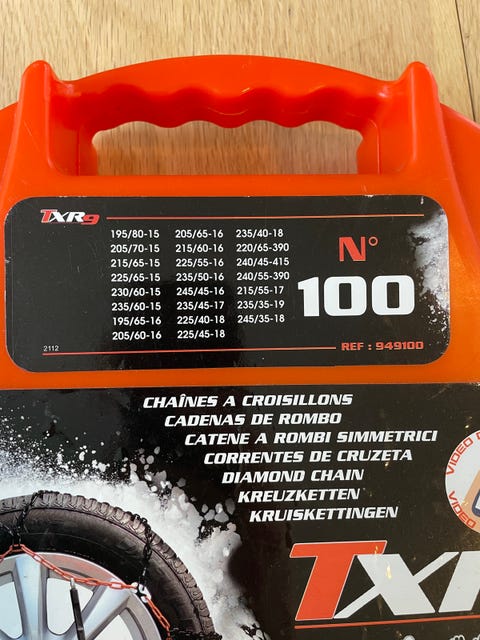 TXR9
195/80-15 205/65-16 235/40-18
205/70-15 215/60-16 220/65-390
215/65-15 225/55-16 240/45-415
225/65-15 235/50-16 240/55-390
230/60-15 245/45-16 215/55-17
235/60-15 235/45-17 235/35-19
195/65-16 225/40-18 245/35-18
205/60-16 225/45-18
N°
100
2112
REF : 949100
CHAÎNES A CROISILLONS
CADENAS DE ROMBO
CATENE A ROMBI SIMMETRICI
CORRENTES DE CRUZETA
DIAMOND CHAIN
KREUZKETTEN
KRUISKETTINGEN
VIDEO
VIDEO
TXR